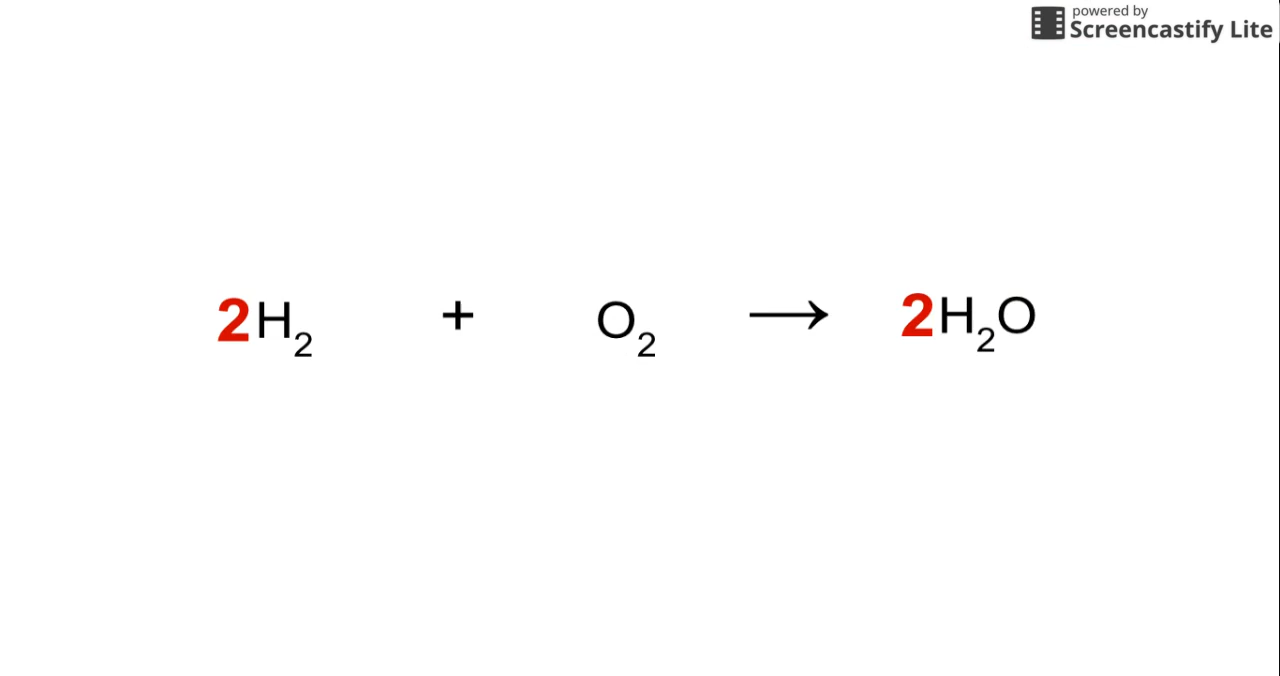 powered by
Screencastify Lite
2H₂ + O₂ → 2H₂O